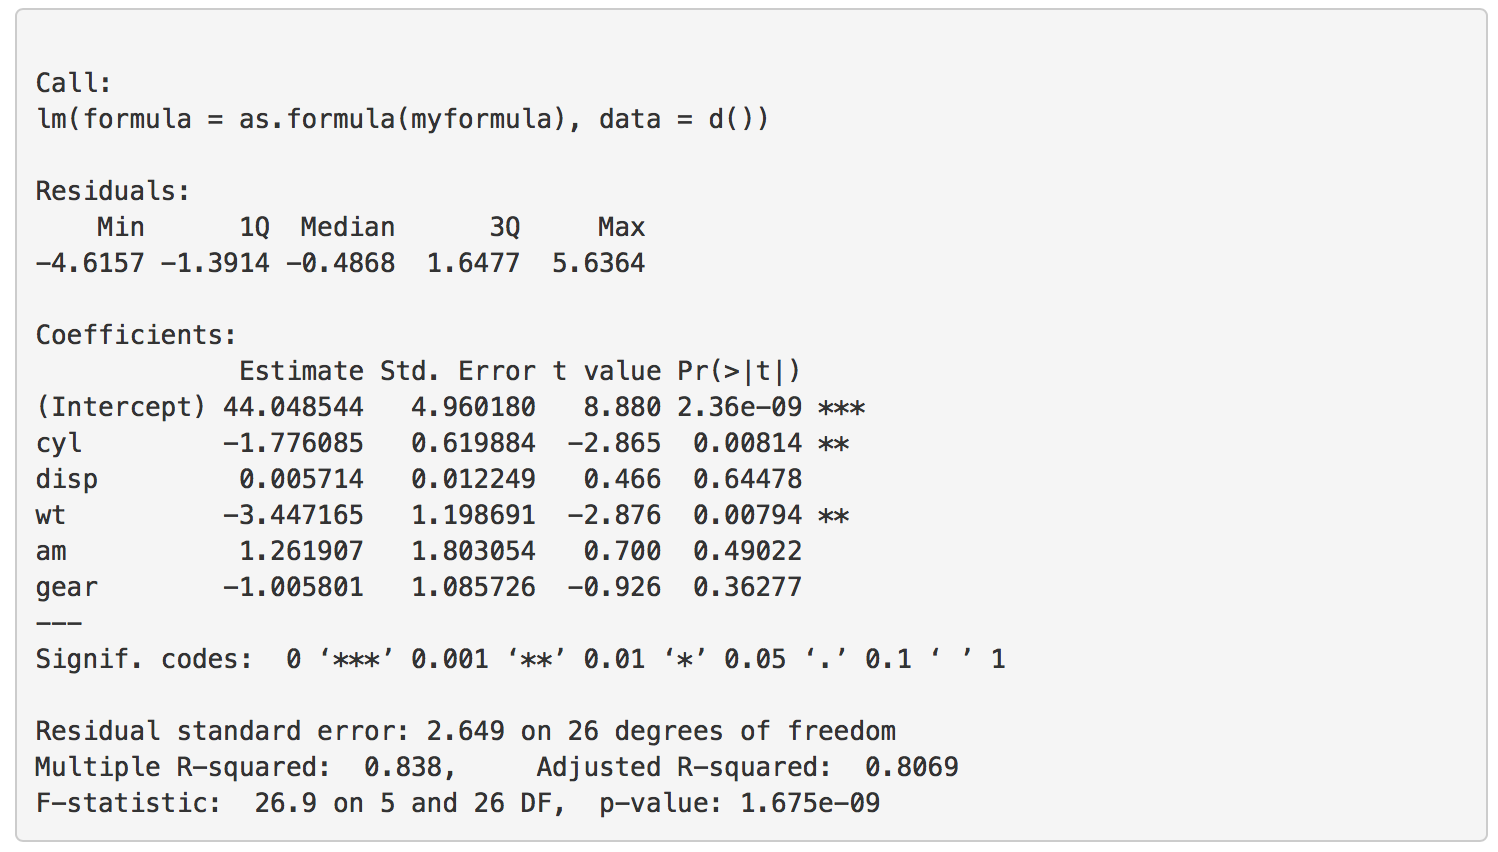 Call:
lm(formula = as.formula(myformula), data = d())
Residuals:
    Min      1Q  Median      3Q     Max
-4.6157 -1.3914 -0.4868  1.6477  5.6364
Coefficients:
             Estimate Std. Error t value Pr(>|t|)
(Intercept) 44.048544   4.960180   8.880 2.36e-09 ***
cyl         -1.776085   0.619884  -2.865  0.00814 **
disp         0.005714   0.012249   0.466  0.64478
wt          -3.447165   1.198691  -2.876  0.00794 **
am           1.261907   1.803054   0.700  0.49022
gear        -1.005801   1.085726  -0.926  0.36277
---
Signif. codes:  0 ‘***’ 0.001 ‘**’ 0.01 ‘*’ 0.05 ‘.’ 0.1 ‘ ’ 1
Residual standard error: 2.649 on 26 degrees of freedom
Multiple R-squared:  0.838,     Adjusted R-squared:  0.8069
F-statistic:  26.9 on 5 and 26 DF,  p-value: 1.675e-09